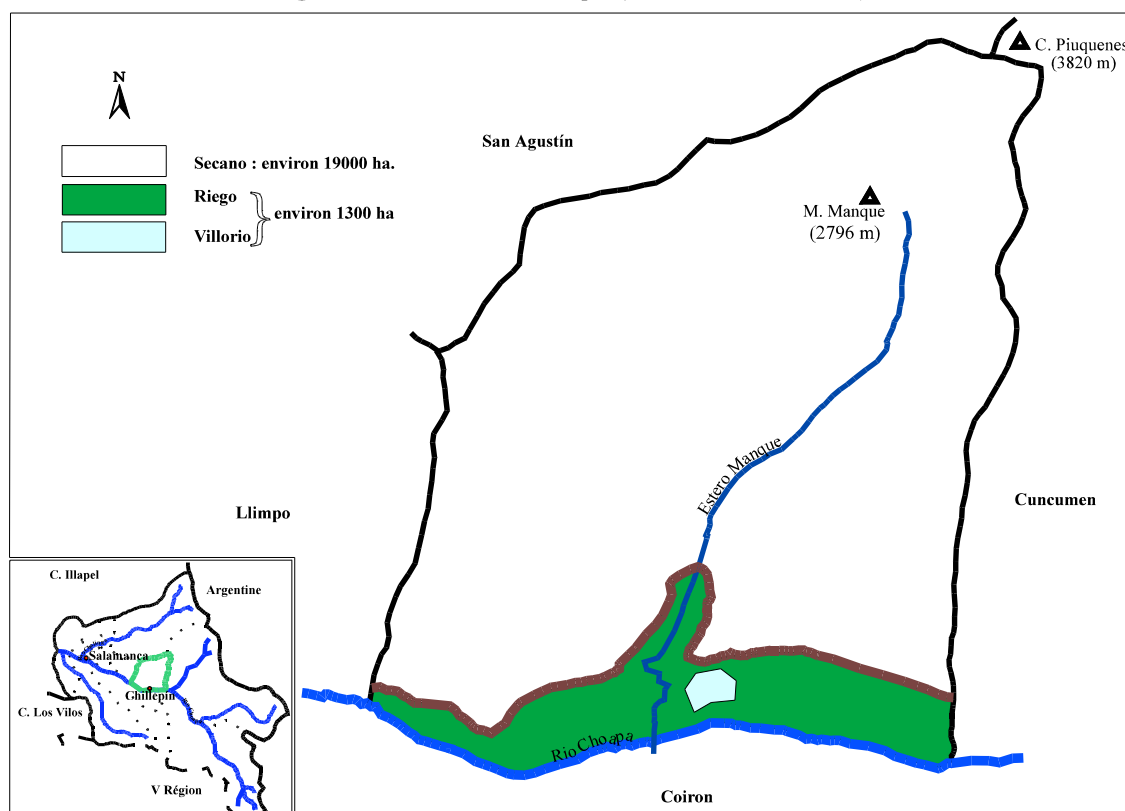 C. Piuquenes
(3820 m)
N
San Agustín
Secano : environ 19000 ha.
Riego
environ 1300 ha
Villorio
M. Manque
(2796 m)
Estero Manque
Llimpo
Cuncumen
C. Illapel
Argentine
Salamanca
Ghillepin
C. Los Vilos
V Région
Rio Choapa
Coiron